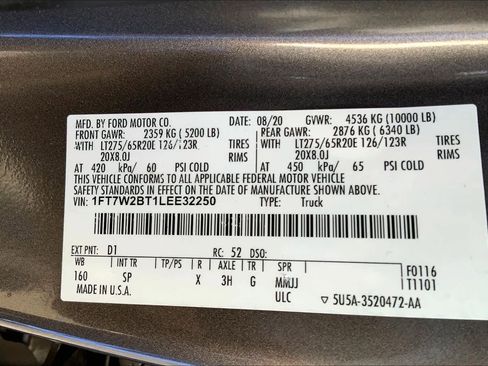 MFD. BY FORD MOTOR CO. 08/20 GVWR: 4536 KG (10000 LB)
FRONT GAWR: 2359 KG (5200 LB) REAR GAWR: 2876 KG (6340 LB)
WITH LT275/65R20E 126/123R TIRES WITH LT275/65R20E 126/123R TIRES
20X8.0J RIMS 20X8.0J RIMS
AT 420 kPa/ 60 PSI COLD AT 450 kPa/ 65 PSI COLD
THIS VEHICLE CONFORMS TO ALL APPLICABLE FEDERAL MOTOR VEHICLE
SAFETY STANDARDS IN EFFECT ON THE DATE OF MANUFACTURE SHOWN ABOVE.
VIN: 1FT7W2BT1LEE32250 TYPE: Truck
EXT PNT: D1 RC: 52 DSO:
WB INT TR TP/PS R AXLE TR SPR F0116
160 SP X 3H G MMJJ T1101
MADE IN U.S.A. ULC ▽ 5U5A-3520472-AA